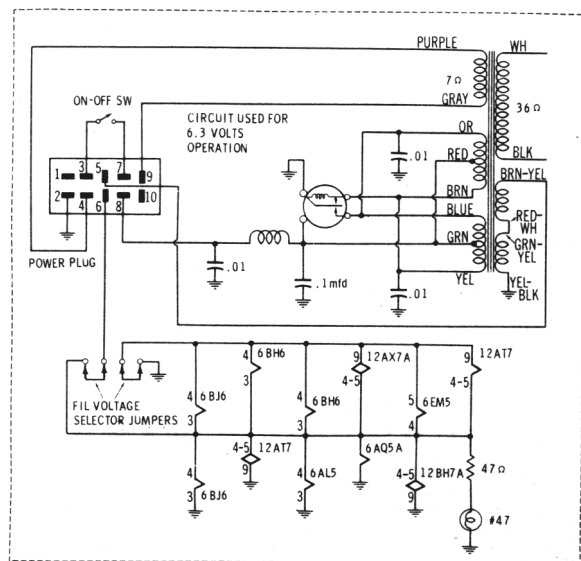 PURPLE
WH
ON-OFF SW
7Ω
GRAY
36Ω
CIRCUIT USED FOR
6.3 VOLTS
OPERATION
OR
RED
.01
BLK
BRN-YEL
1 3 5 7 9
2 4 6 8 10
BRN
BLUE
RED-
WH
GRN
GRN-
YEL
POWER PLUG
.01
.1mfd
.01
YEL
YEL-
BLK
4 6BH6 3
9 12AX7A 4-5
9 12AT7 4-5
4 6BJ6 3
4 6BH6 3
5 6EM5 4
FIL VOLTAGE
SELECTOR JUMPERS
4 6BJ6 3
4-5 12AT7 9
4 6AL5 3
6AQ5A
4-5 12BH7A 9
47Ω
#47